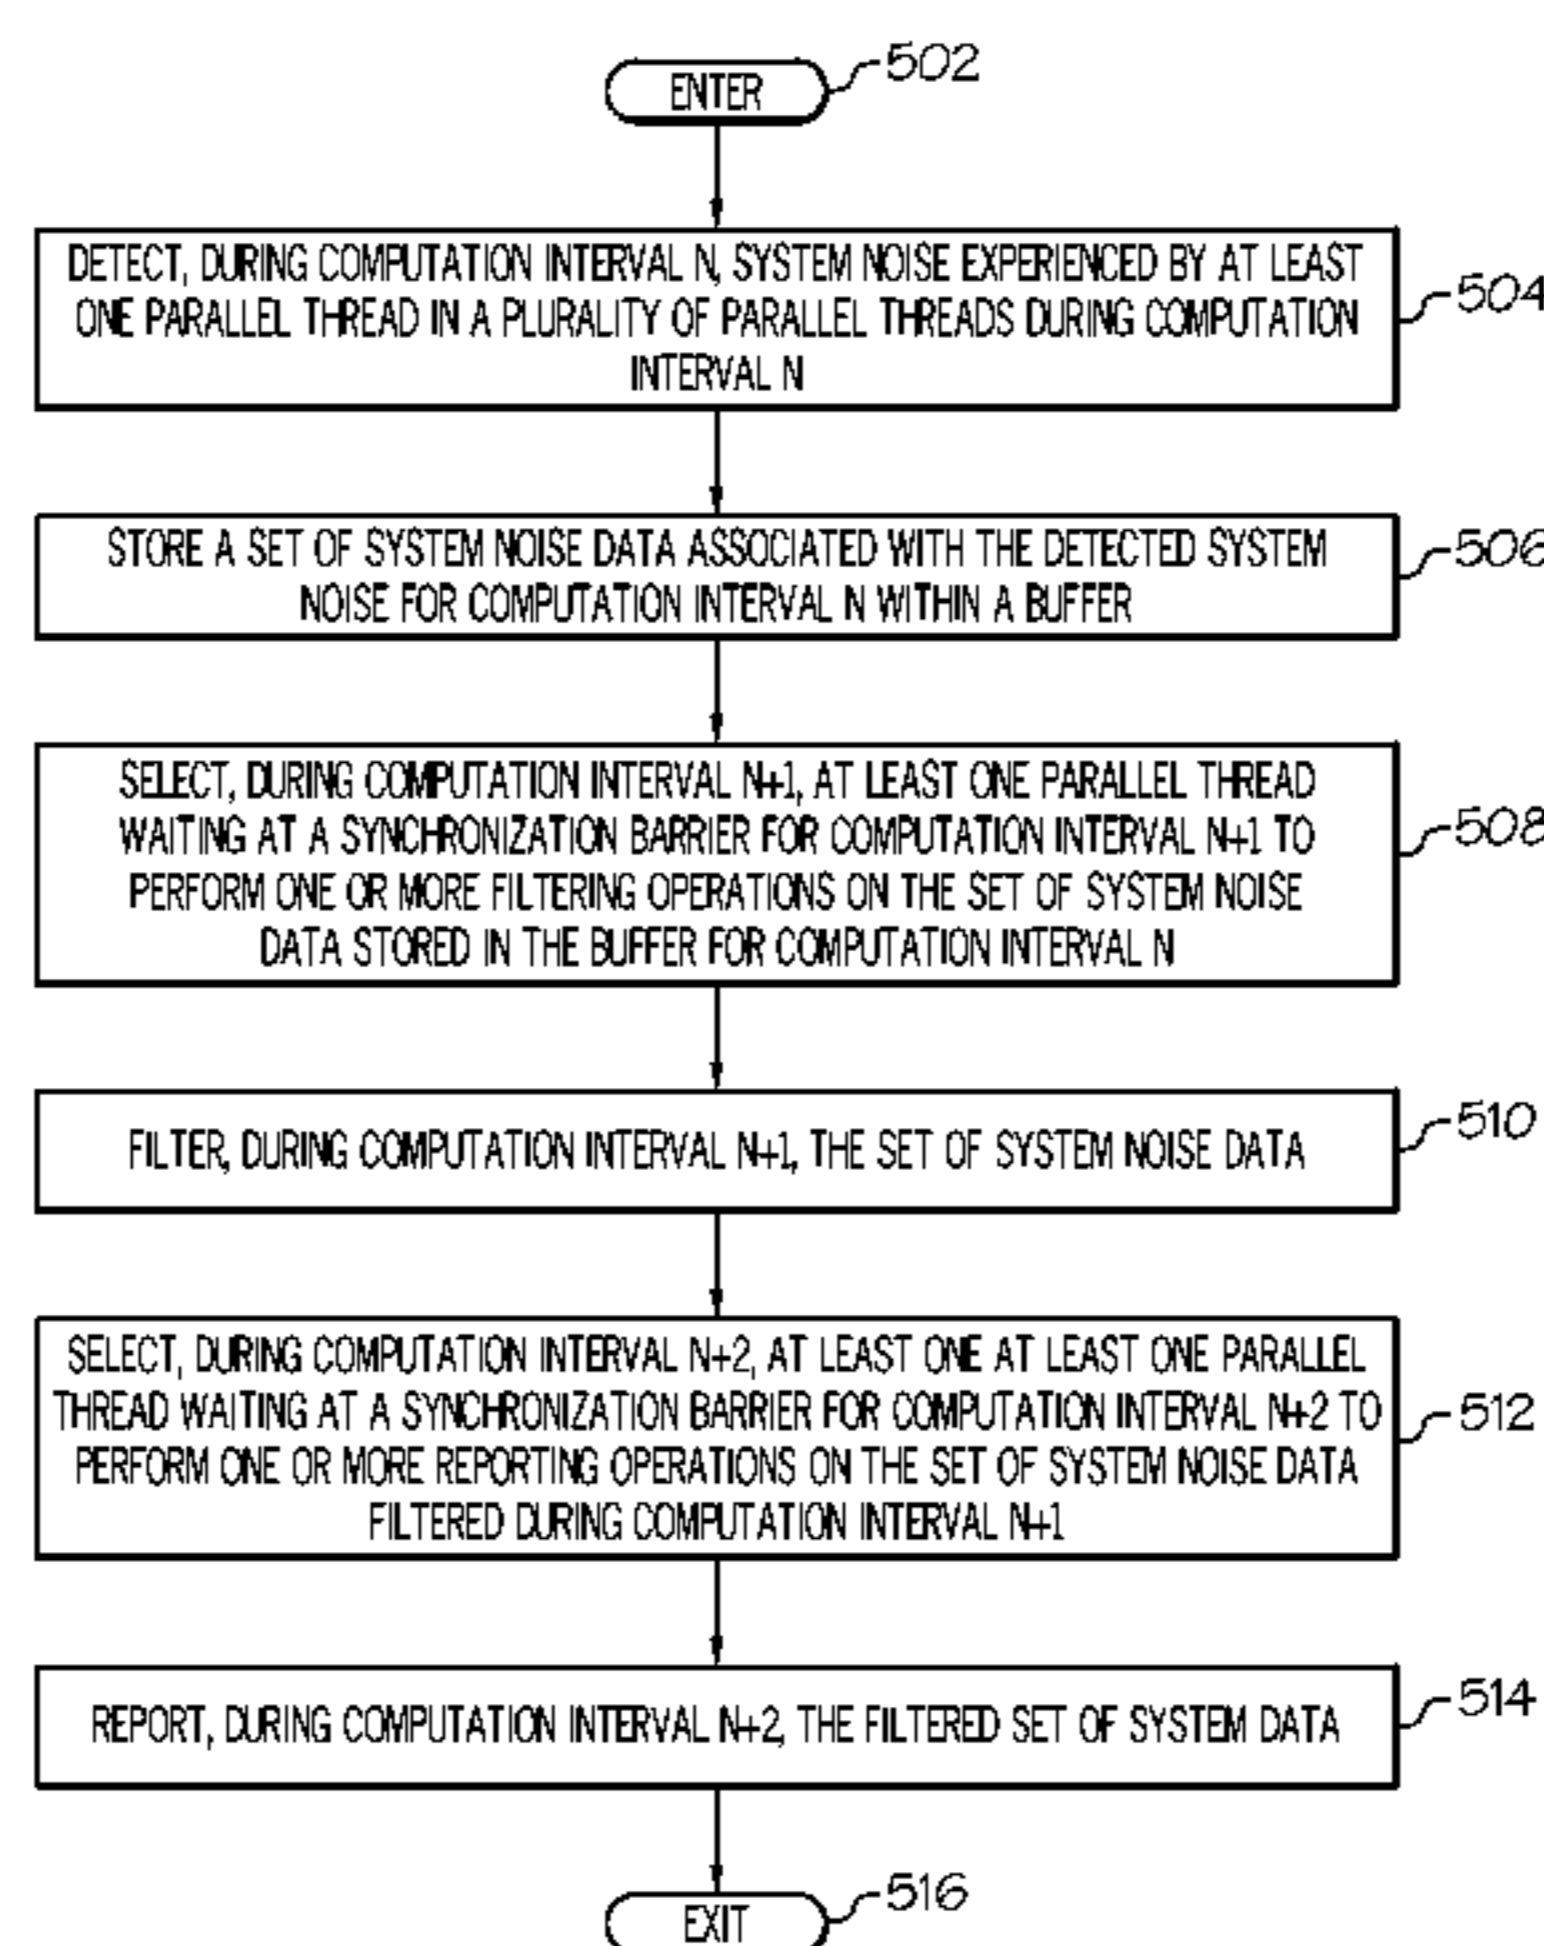 502
ENTER
DETECT, DURING COMPUTATION INTERVAL N, SYSTEM NOISE EXPERIENCED BY AT LEAST
ONE PARALLEL THREAD IN A PLURALITY OF PARALLEL THREADS DURING COMPUTATION
INTERVAL N
504
STORE A SET OF SYSTEM NOISE DATA ASSOCIATED WITH THE DETECTED SYSTEM
NOISE FOR COMPUTATION INTERVAL N WITHIN A BUFFER
506
SELECT, DURING COMPUTATION INTERVAL N+1, AT LEAST ONE PARALLEL THREAD
WAITING AT A SYNCHRONIZATION BARRIER FOR COMPUTATION INTERVAL N+1 TO
PERFORM ONE OR MORE FILTERING OPERATIONS ON THE SET OF SYSTEM NOISE
DATA STORED IN THE BUFFER FOR COMPUTATION INTERVAL N
508
FILTER, DURING COMPUTATION INTERVAL N+1, THE SET OF SYSTEM NOISE DATA
510
SELECT, DURING COMPUTATION INTERVAL N+2, AT LEAST ONE AT LEAST ONE PARALLEL
THREAD WAITING AT A SYNCHRONIZATION BARRIER FOR COMPUTATION INTERVAL N+2 TO
PERFORM ONE OR MORE REPORTING OPERATIONS ON THE SET OF SYSTEM NOISE DATA
FILTERED DURING COMPUTATION INTERVAL N+1
512
REPORT, DURING COMPUTATION INTERVAL N+2, THE FILTERED SET OF SYSTEM DATA
514
516
EXIT